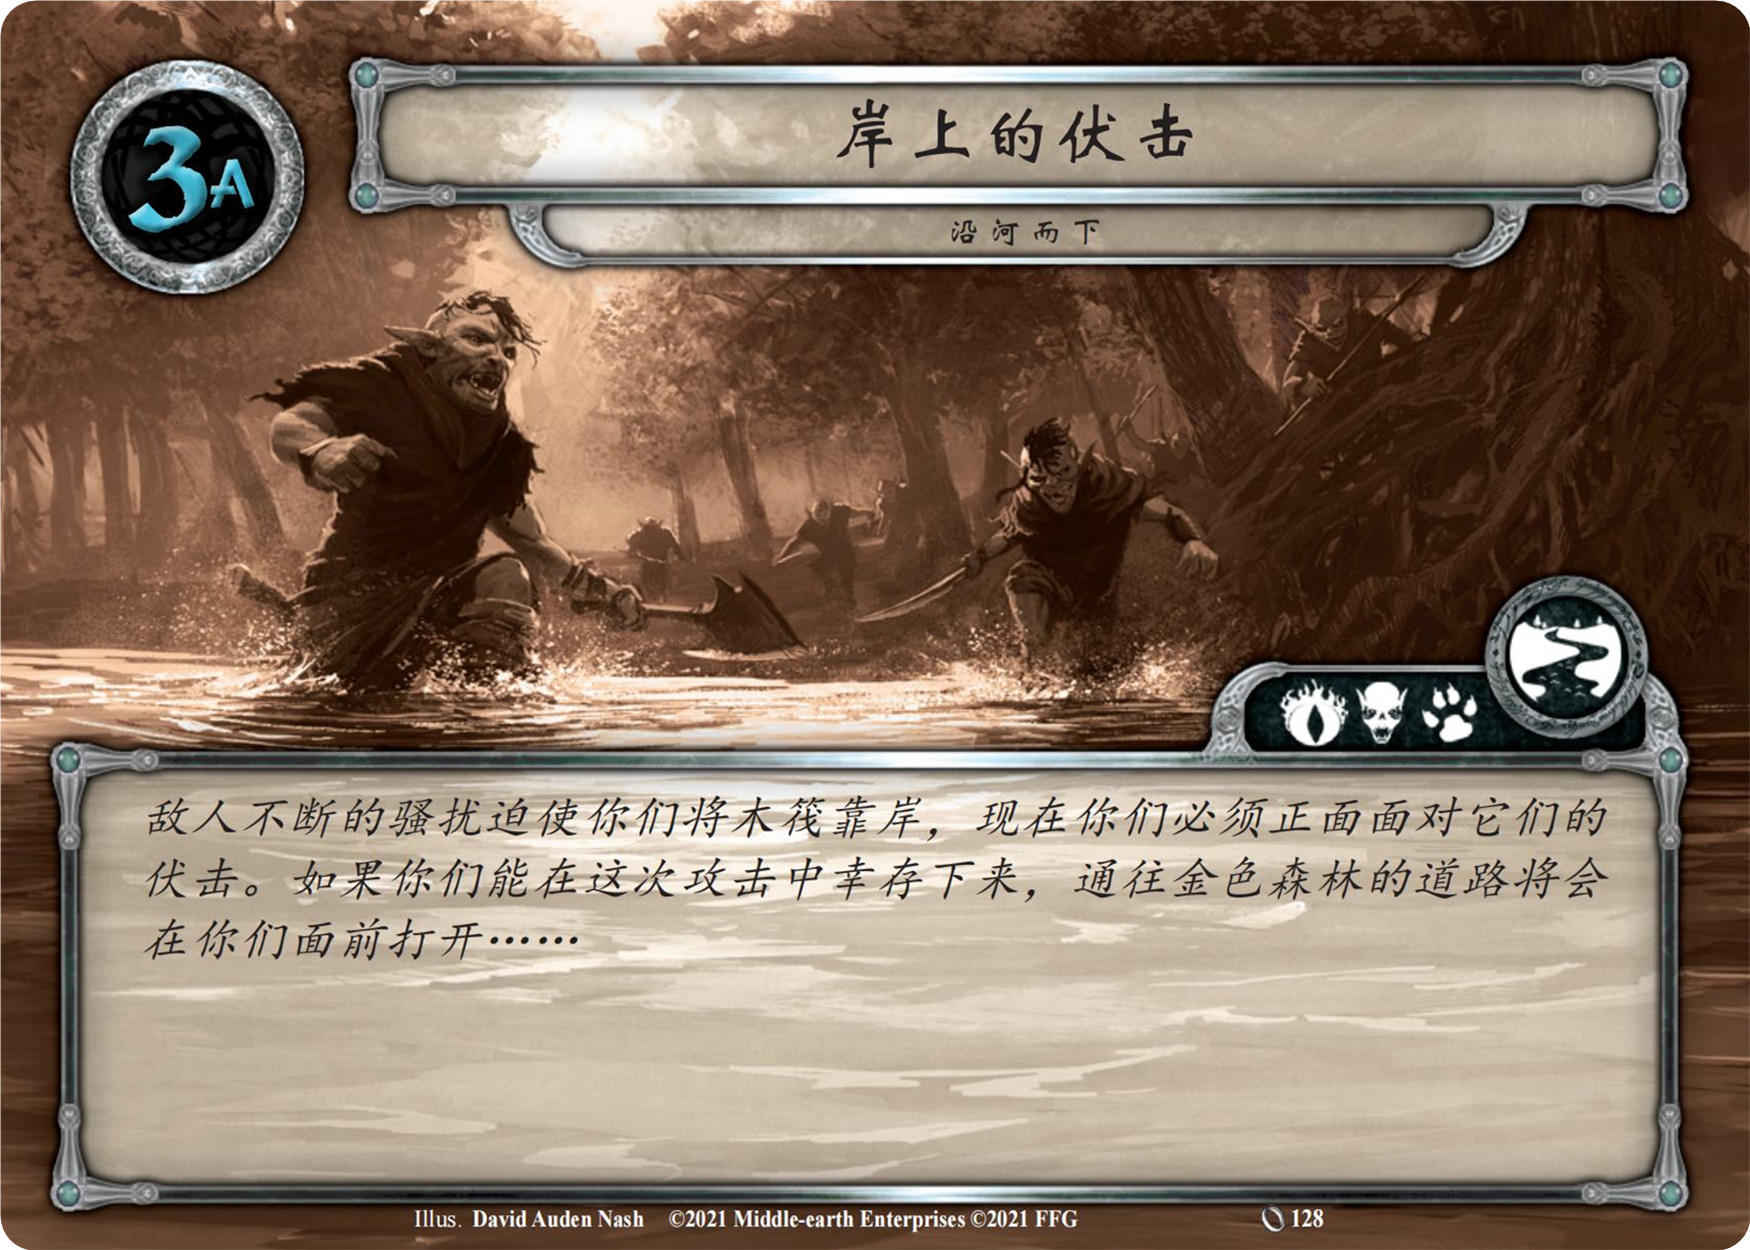 3A
岸上的伏击
沿河而下
敌人不断的骚扰迫使你们将木筏靠岸，现在你们必须正面面对它们的
伏击。如果你们能在这次攻击中幸存下来，通往金色森林的道路将会
在你们面前打开……
Illus. David Auden Nash ©2021 Middle-earth Enterprises ©2021 FFG 128